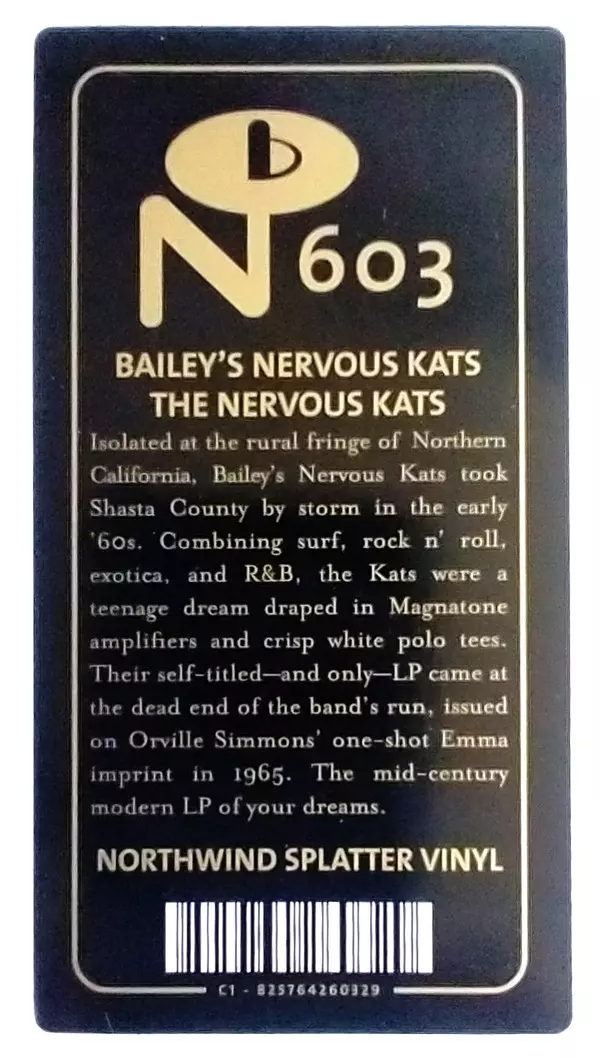 N
b
603
BAILEY'S NERVOUS KATS
THE NERVOUS KATS
Isolated at the rural fringe of Northern
California, Bailey's Nervous Kats took
Shasta County by storm in the early
'60s. Combining surf, rock n' roll,
exotica, and R&B, the Kats were a
teenage dream draped in Magnatone
amplifiers and crisp white polo tees.
Their self-titled—and only—LP came at
the dead end of the band's run, issued
on Orville Simmons' one-shot Emma
imprint in 1965. The mid-century
modern LP of your dreams.
NORTHWIND SPLATTER VINYL
C1 - 825764260329